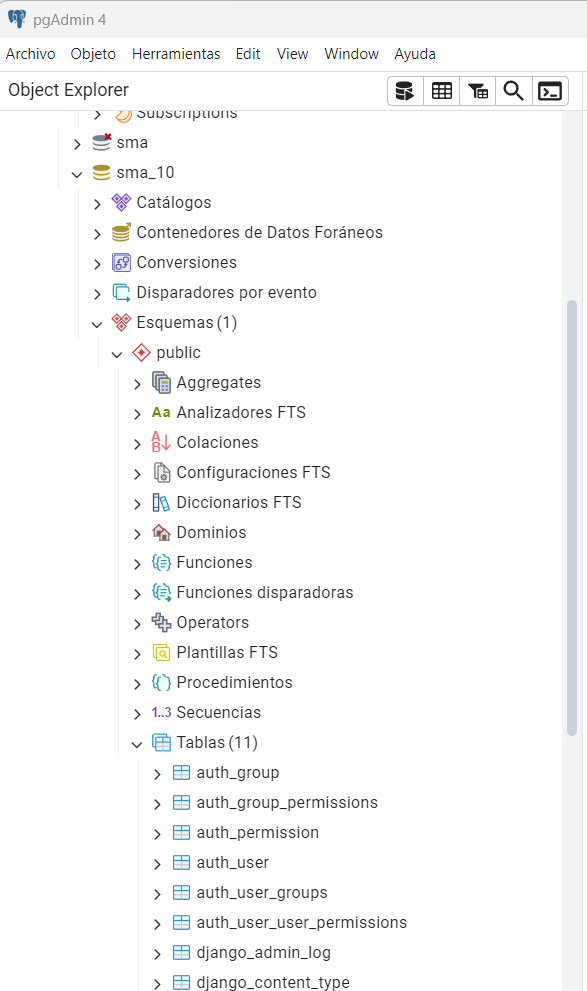 pgAdmin 4
Archivo Objeto Herramientas Edit View Window Ayuda
Object Explorer
Subscriptions
sma
sma_10
Catálogos
Contenedores de Datos Foráneos
Conversiones
Disparadores por evento
Esquemas (1)
public
Aggregates
Aa Analizadores FTS
AB Colaciones
Configuraciones FTS
Diccionarios FTS
Dominios
Funciones
Funciones disparadoras
Operators
Plantillas FTS
Procedimientos
1..3 Secuencias
Tablas (11)
auth_group
auth_group_permissions
auth_permission
auth_user
auth_user_groups
auth_user_user_permissions
django_admin_log
django_content_type